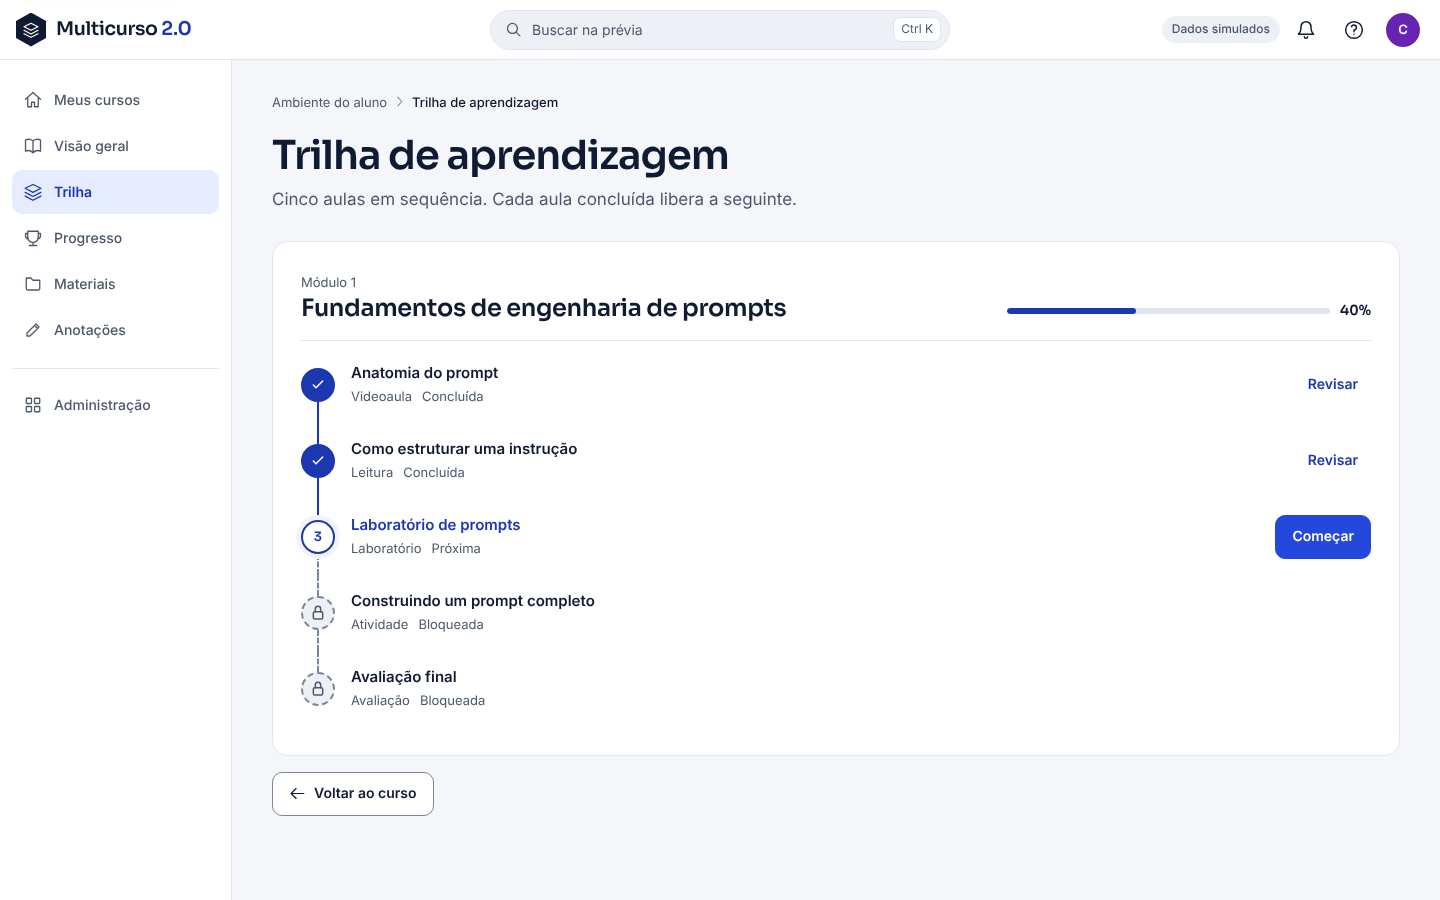 Multicurso 2.0
Buscar na prévia
Ctrl K
Dados simulados
C
Meus cursos
Visão geral
Trilha
Progresso
Materiais
Anotações
Administração
Ambiente do aluno
Trilha de aprendizagem
Trilha de aprendizagem
Cinco aulas em sequência. Cada aula concluída libera a seguinte.
Módulo 1
Fundamentos de engenharia de prompts
40%
Anatomia do prompt
Videoaula Concluída
Revisar
Como estruturar uma instrução
Leitura Concluída
Revisar
3
Laboratório de prompts
Laboratório Próxima
Começar
Construindo um prompt completo
Atividade Bloqueada
Avaliação final
Avaliação Bloqueada
Voltar ao curso